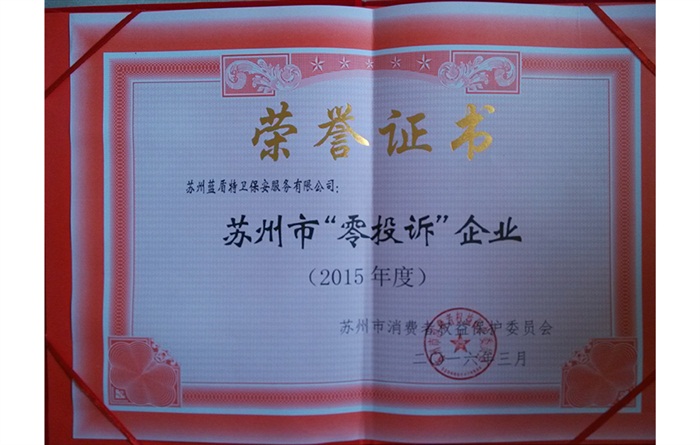 荣誉证书
苏州蓝盾特卫保安服务有限公司：
苏州市“零投诉”企业
（2015年度）
苏州市消费者权益保护委员会
二〇一六年三月